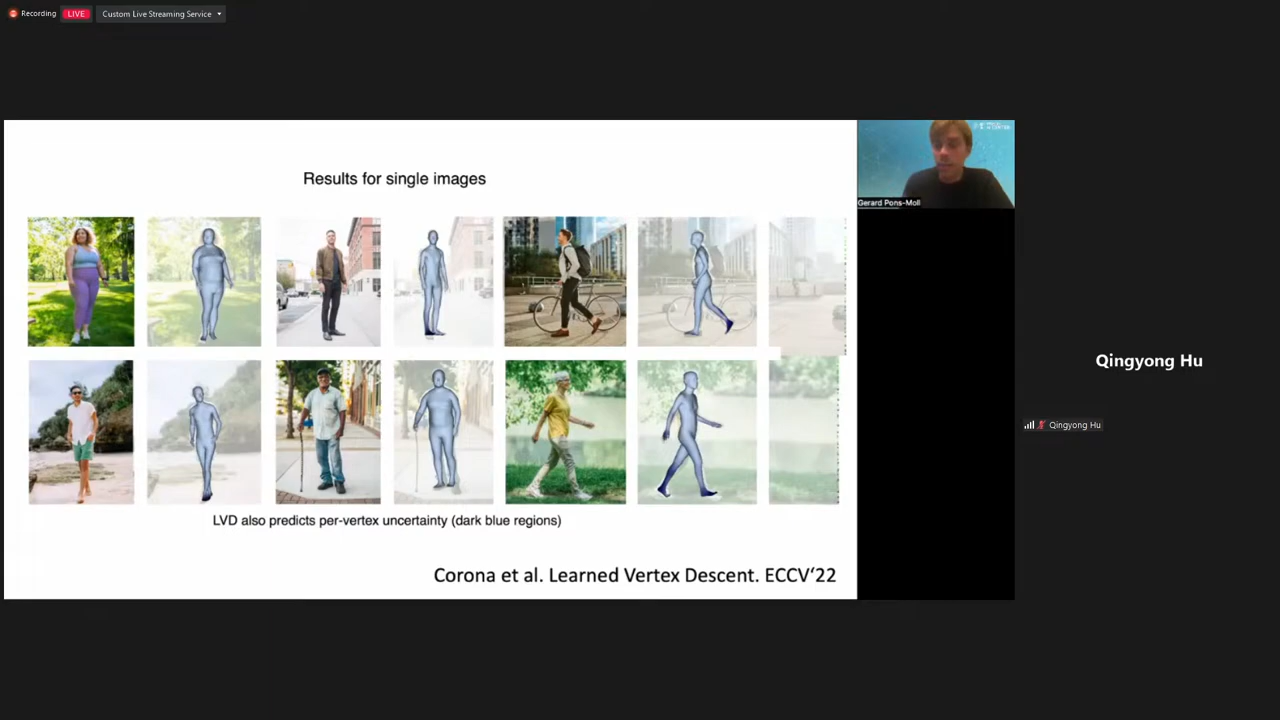 Recording
LIVE
Custom Live Streaming Service
Results for single images
Gerard Pons-Moll
Qingyong Hu
Qingyong Hu
LVD also predicts per-vertex uncertainty (dark blue regions)
Corona et al. Learned Vertex Descent. ECCV‘22